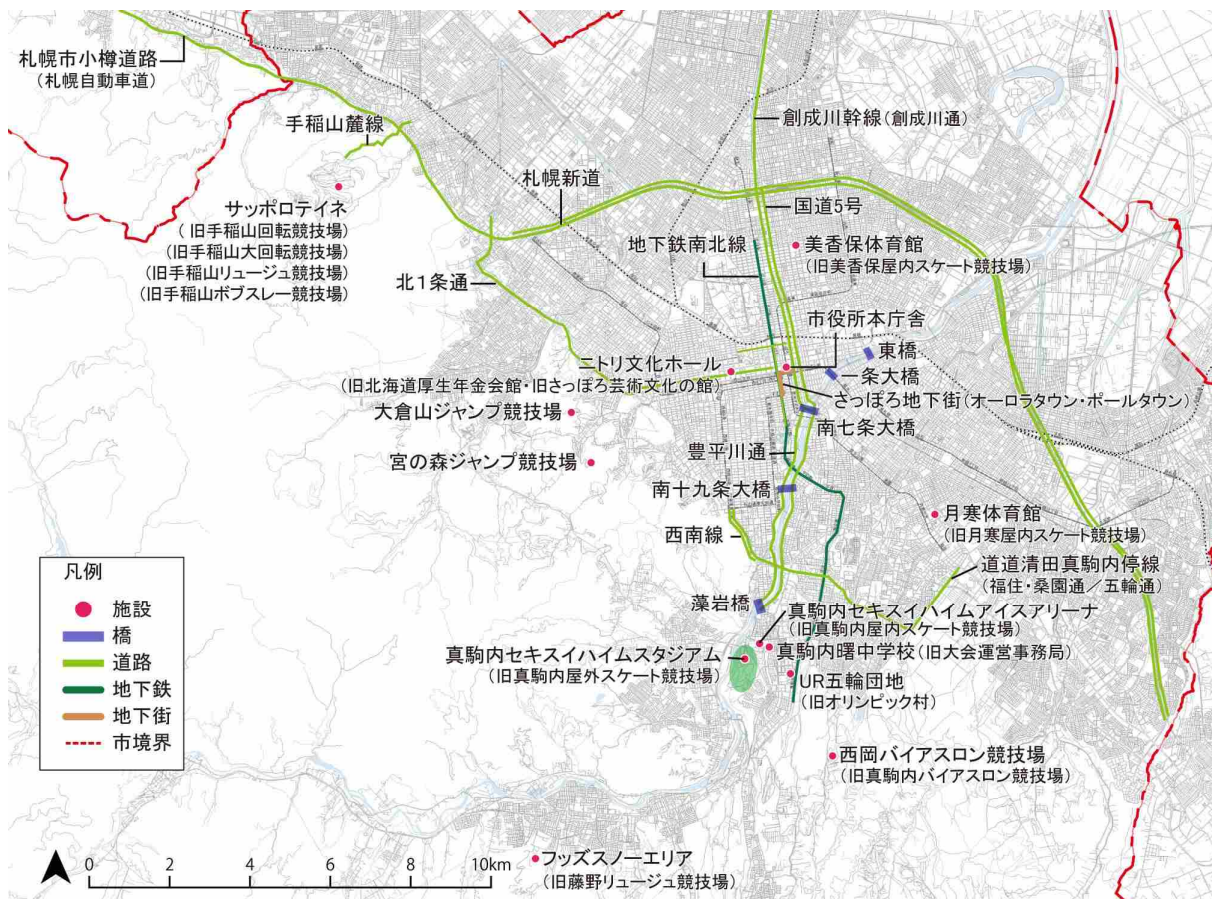 札幌市小樽道路
（札幌自動車道）
手稲山麓線
サッポロテイネ
（旧手稲山回転競技場）
（旧手稲山大回転競技場）
（旧手稲山リュージュ競技場）
（旧手稲山ボブスレー競技場）
札幌新道
創成川幹線（創成川通）
国道5号
地下鉄南北線
美香保体育館
（旧美香保屋内スケート競技場）
北1条通
市役所本庁舎
東橋
ニトリ文化ホール
（旧北海道厚生年金会館・旧さっぽろ芸術文化の館）
一条大橋
さっぽろ地下街（オーロラタウン・ポールタウン）
大倉山ジャンプ競技場
南七条大橋
豊平川通
宮の森ジャンプ競技場
南十九条大橋
月寒体育館
（旧月寒屋内スケート競技場）
西南線
道道清田真駒内停線
（福住・桑園通／五輪通）
藻岩橋
真駒内セキスイハイムアイスアリーナ
（旧真駒内屋内スケート競技場）
真駒内曙中学校（旧大会運営事務局）
真駒内セキスイハイムスタジアム
（旧真駒内屋外スケート競技場）
UR五輪団地
（旧オリンピック村）
西岡バイアスロン競技場
（旧真駒内バイアスロン競技場）
フッズスノーエリア
（旧藤野リュージュ競技場）
凡例
施設
橋
道路
地下鉄
地下街
市境界
0 2 4 6 8 10km